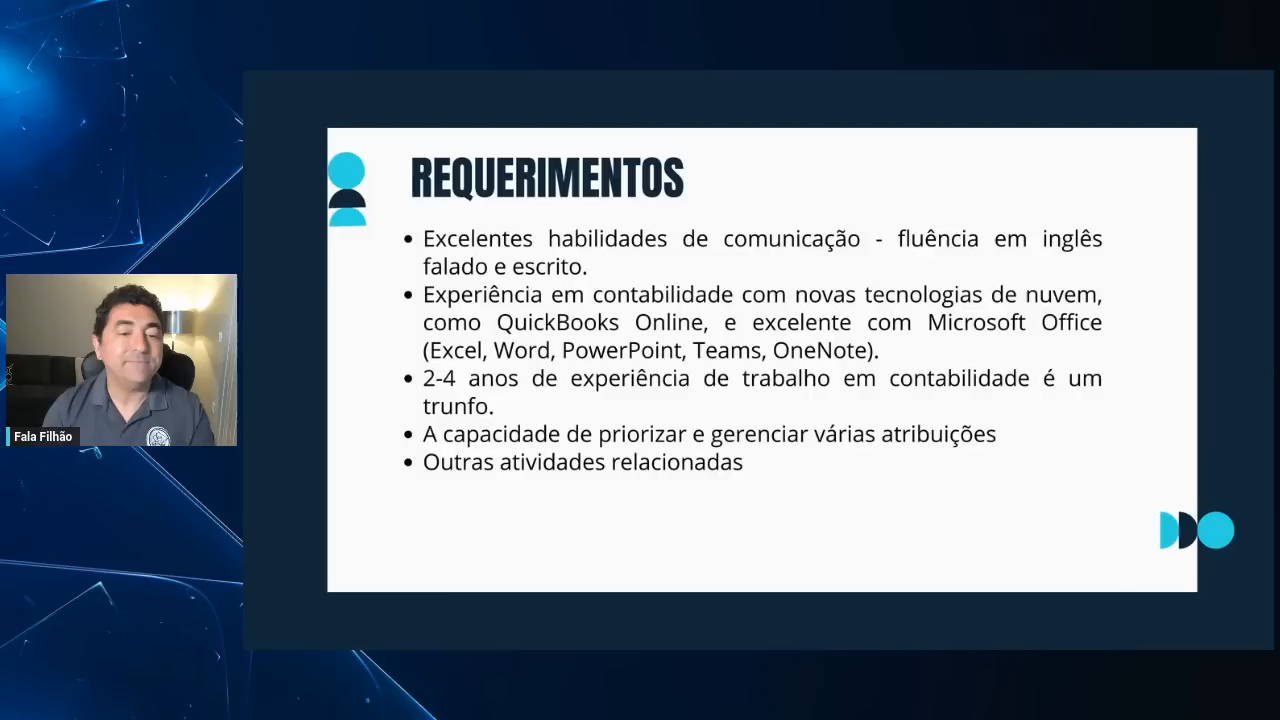 REQUERIMENTOS
• Excelentes habilidades de comunicação - fluência em inglês
falado e escrito.
• Experiência em contabilidade com novas tecnologias de nuvem,
como QuickBooks Online, e excelente com Microsoft Office
(Excel, Word, PowerPoint, Teams, OneNote).
• 2-4 anos de experiência de trabalho em contabilidade é um
trunfo.
• A capacidade de priorizar e gerenciar várias atribuições
• Outras atividades relacionadas
Fala Filhão